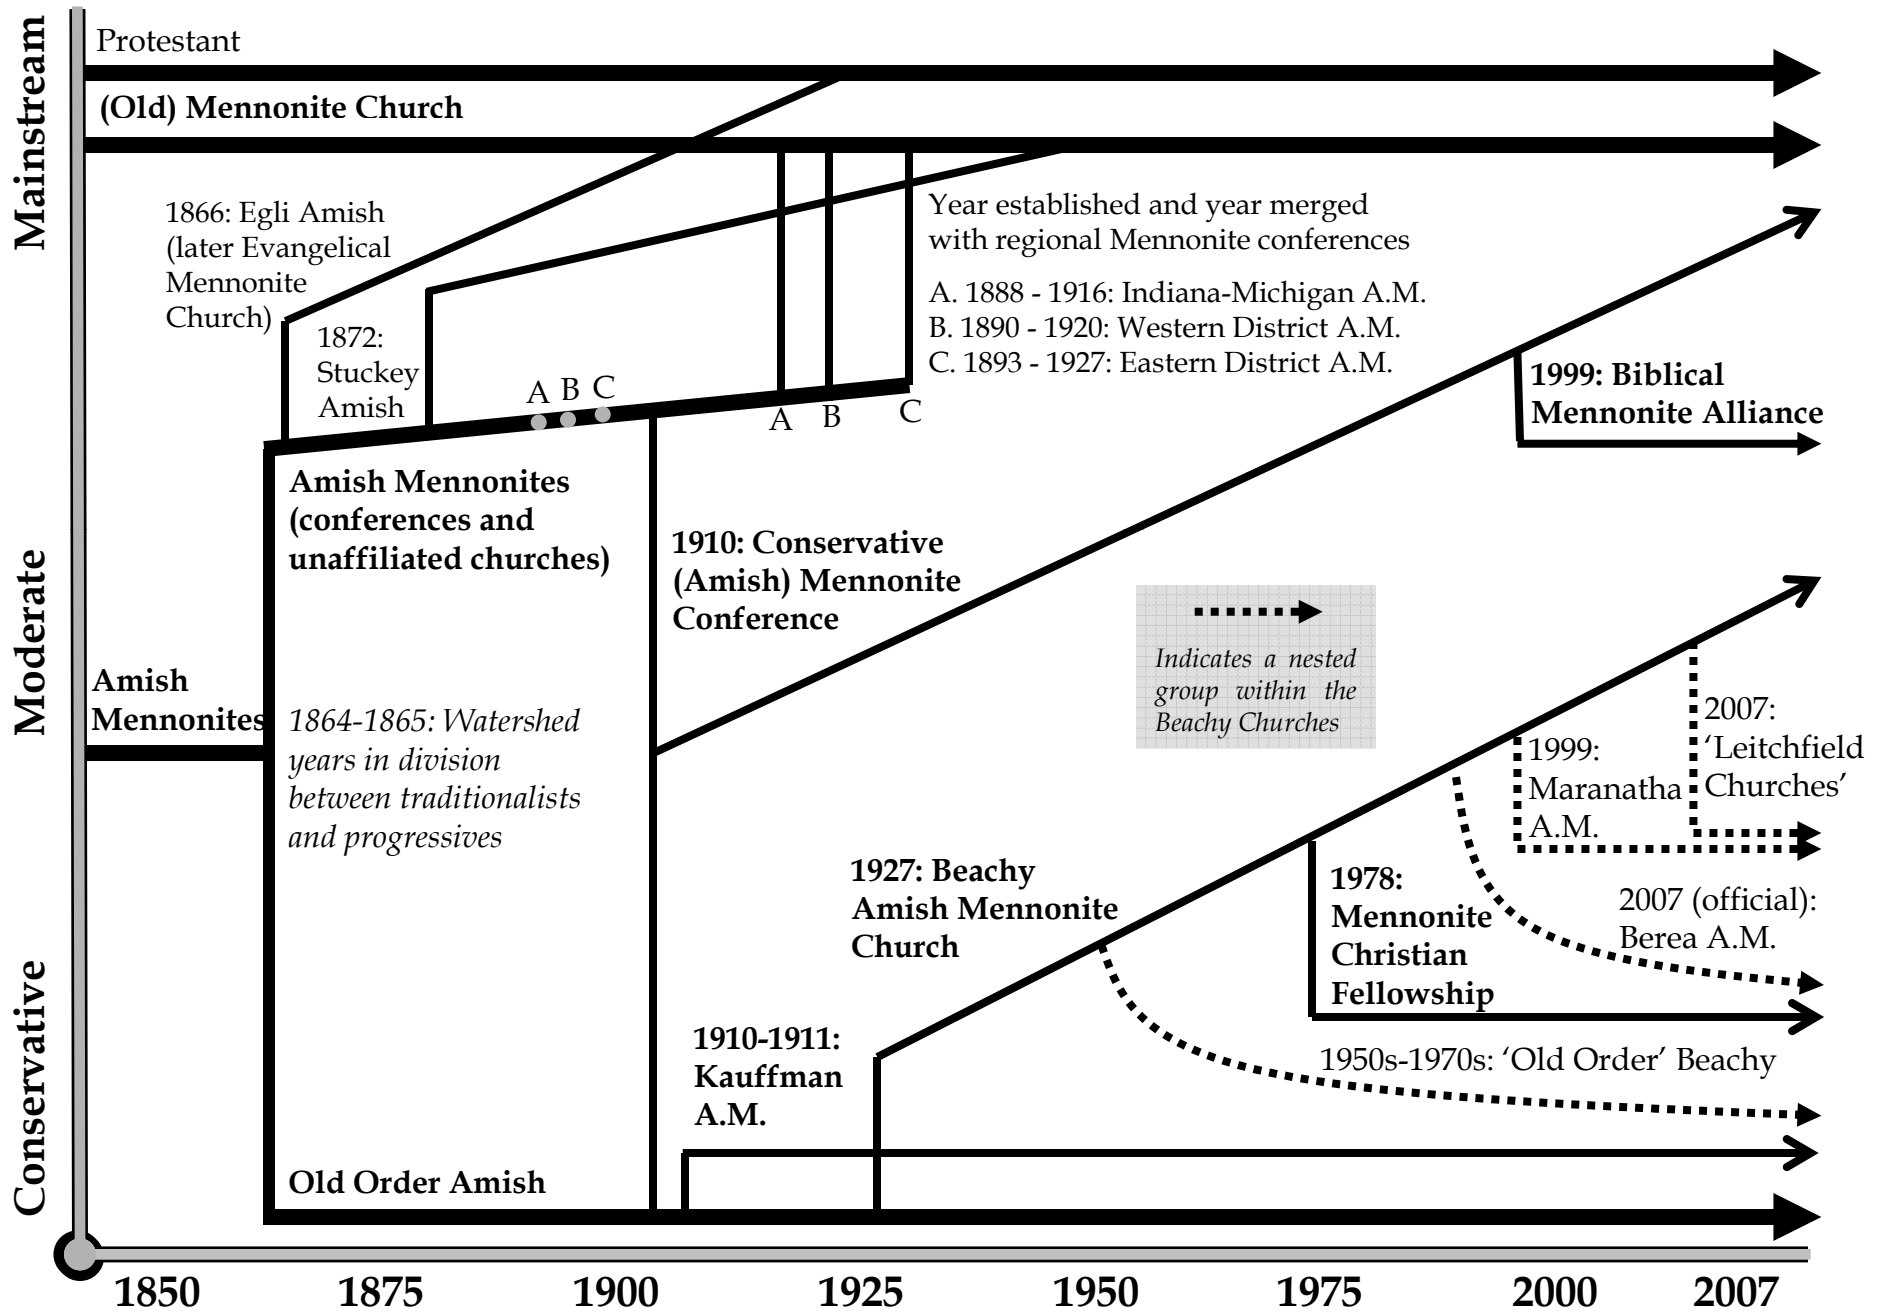 Mainstream
Moderate
Conservative
Protestant
(Old) Mennonite Church
1866: Egli Amish
(later Evangelical
Mennonite
Church)
1872:
Stuckey
Amish
A B C
A B C
Year established and year merged
with regional Mennonite conferences
A. 1888 - 1916: Indiana-Michigan A.M.
B. 1890 - 1920: Western District A.M.
C. 1893 - 1927: Eastern District A.M.
1999: Biblical
Mennonite Alliance
Amish Mennonites
(conferences and
unaffiliated churches)
1910: Conservative
(Amish) Mennonite
Conference
Indicates a nested
group within the
Beachy Churches
Amish
Mennonites
1864-1865: Watershed
years in division
between traditionalists
and progressives
2007:
‘Leitchfield
Churches’
1999:
Maranatha
A.M.
1927: Beachy
Amish Mennonite
Church
1978:
Mennonite
Christian
Fellowship
2007 (official):
Berea A.M.
1910-1911:
Kauffman
A.M.
1950s-1970s: ‘Old Order’ Beachy
Old Order Amish
1850 1875 1900 1925 1950 1975 2000 2007